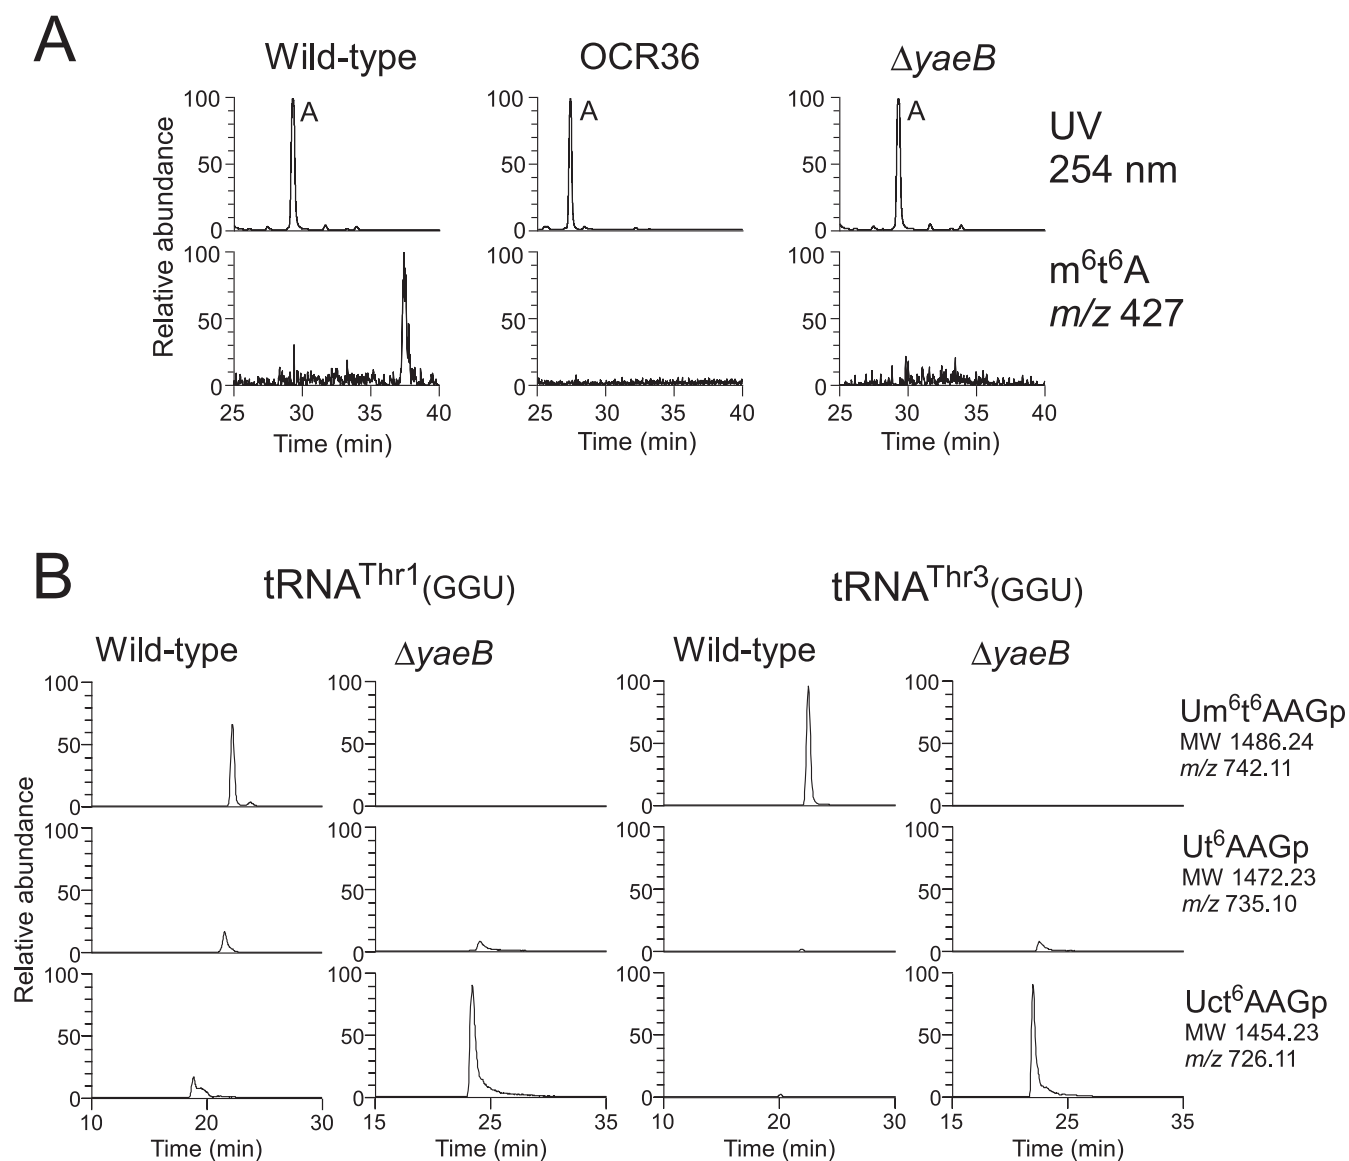 A
Wild-type
OCR36
ΔyaeB
Relative abundance
100
50
0
A
100
50
0
A
100
50
0
A
UV
254 nm
100
50
0
25
30
35
40
Time (min)
100
50
0
25
30
35
40
Time (min)
100
50
0
25
30
35
40
Time (min)
m⁶t⁶A
m/z 427
B
tRNAᵀʰʳ¹(GGU)
tRNAᵀʰʳ³(GGU)
Wild-type
ΔyaeB
Wild-type
ΔyaeB
Relative abundance
100
50
0
100
50
0
100
50
0
100
50
0
Um⁶t⁶AAGp
MW 1486.24
m/z 742.11
100
50
0
100
50
0
100
50
0
100
50
0
Ut⁶AAGp
MW 1472.23
m/z 735.10
100
50
0
10
20
30
Time (min)
100
50
0
15
25
35
Time (min)
100
50
0
10
20
30
Time (min)
100
50
0
15
25
35
Time (min)
Uct⁶AAGp
MW 1454.23
m/z 726.11